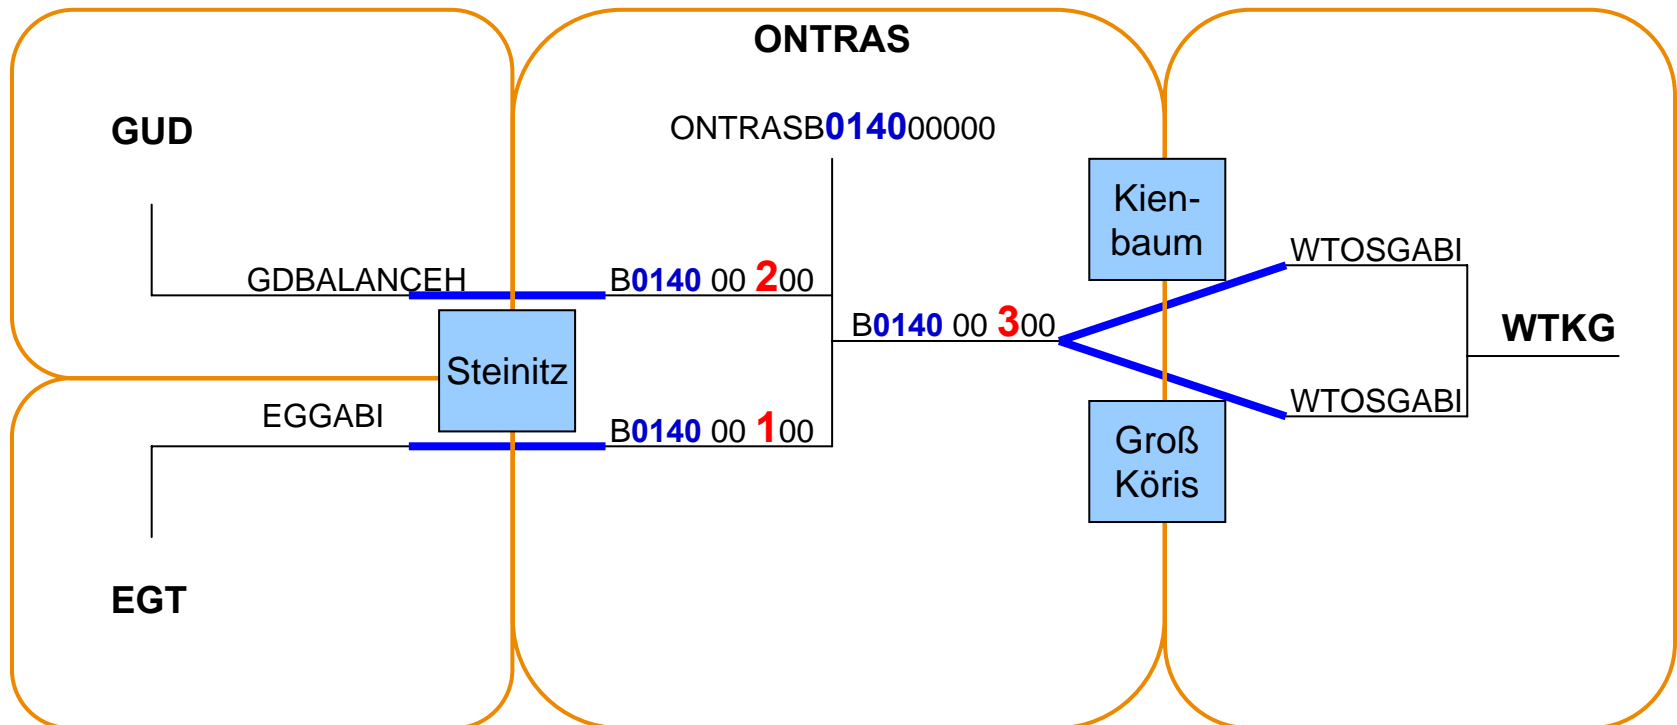 ONTRAS
GUD
ONTRASB014000000
GDBALANCEH
B0140 00 200
Steinitz
EGGABI
B0140 00 100
EGT
B0140 00 300
Kien-
baum
Groß
Köris
WTOSGABI
WTOSGABI
WTKG